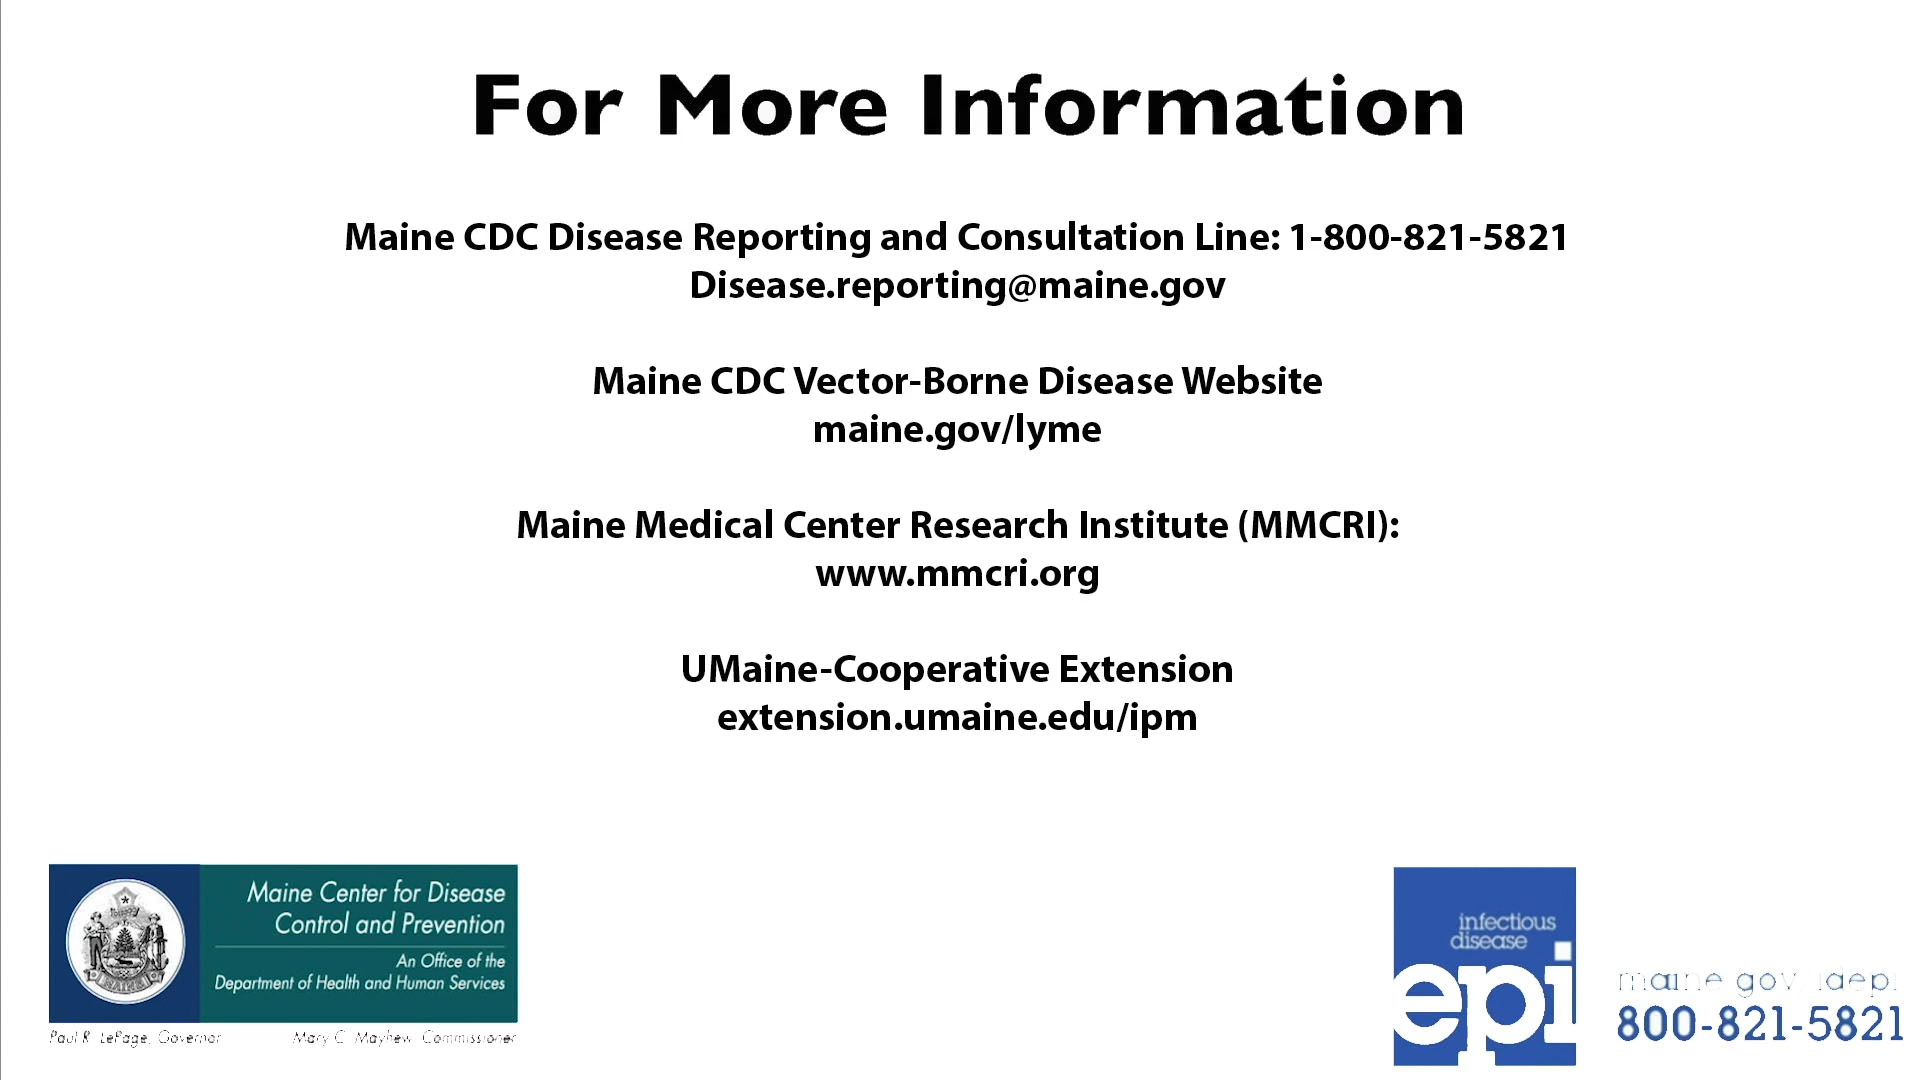 For More Information
Maine CDC Disease Reporting and Consultation Line: 1-800-821-5821
Disease.reporting@maine.gov
Maine CDC Vector-Borne Disease Website
maine.gov/lyme
Maine Medical Center Research Institute (MMCRI):
www.mmcri.org
UMaine-Cooperative Extension
extension.umaine.edu/ipm
Maine Center for Disease
Control and Prevention
An Office of the
Department of Health and Human Services
Paul R. LePage, Governor Mary C. Mayhew, Commissioner
infectious
disease
epi
maine gov idepi
800-821-5821